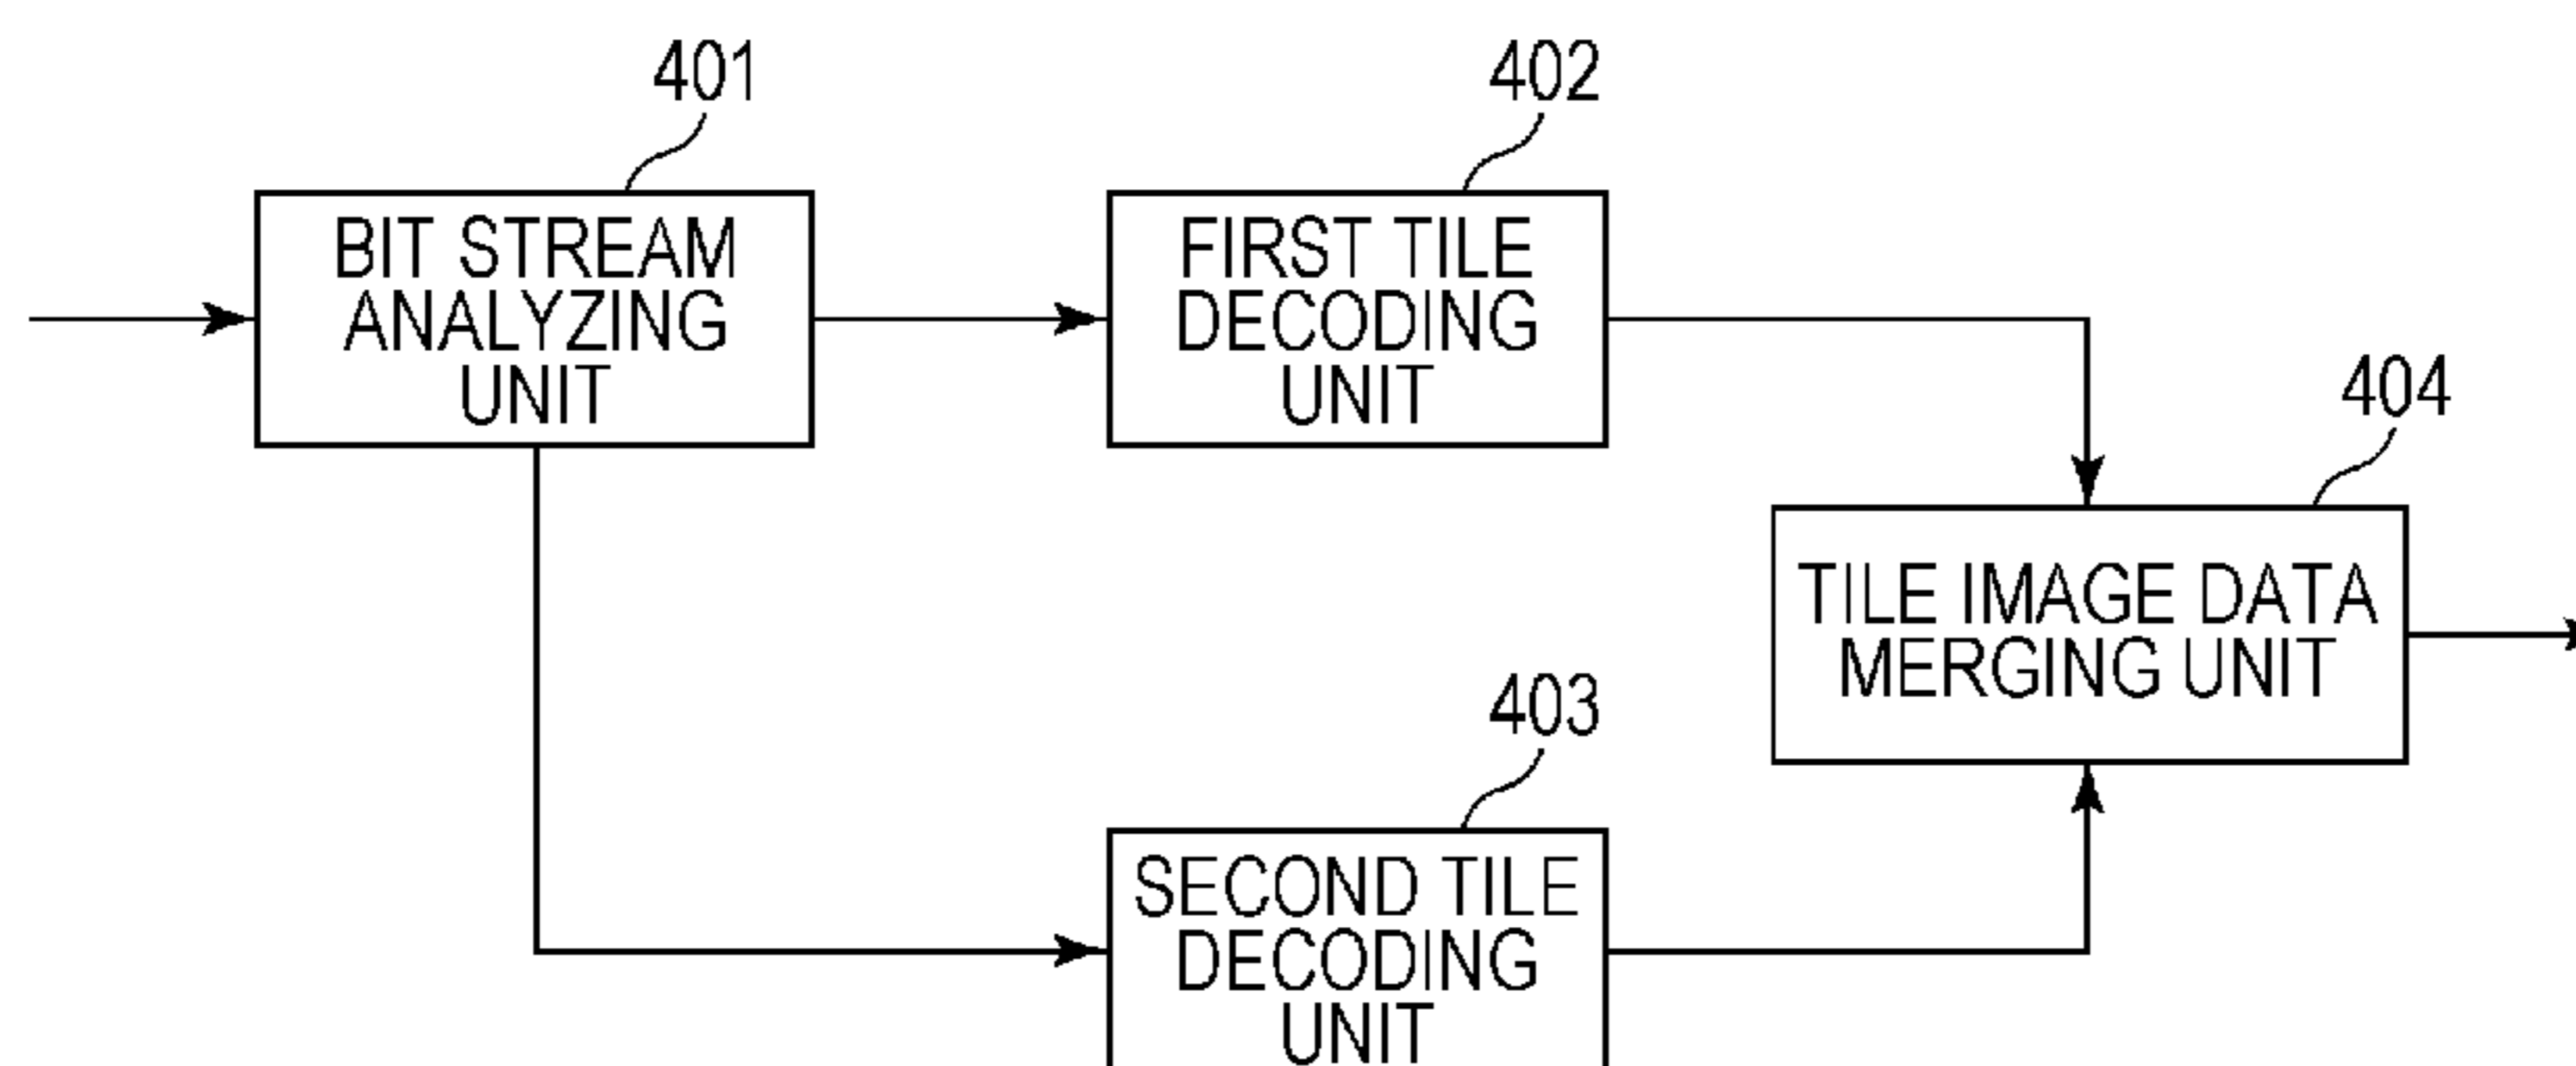 401
BIT STREAM
ANALYZING
UNIT
402
FIRST TILE
DECODING
UNIT
404
TILE IMAGE DATA
MERGING UNIT
403
SECOND TILE
DECODING
UNIT